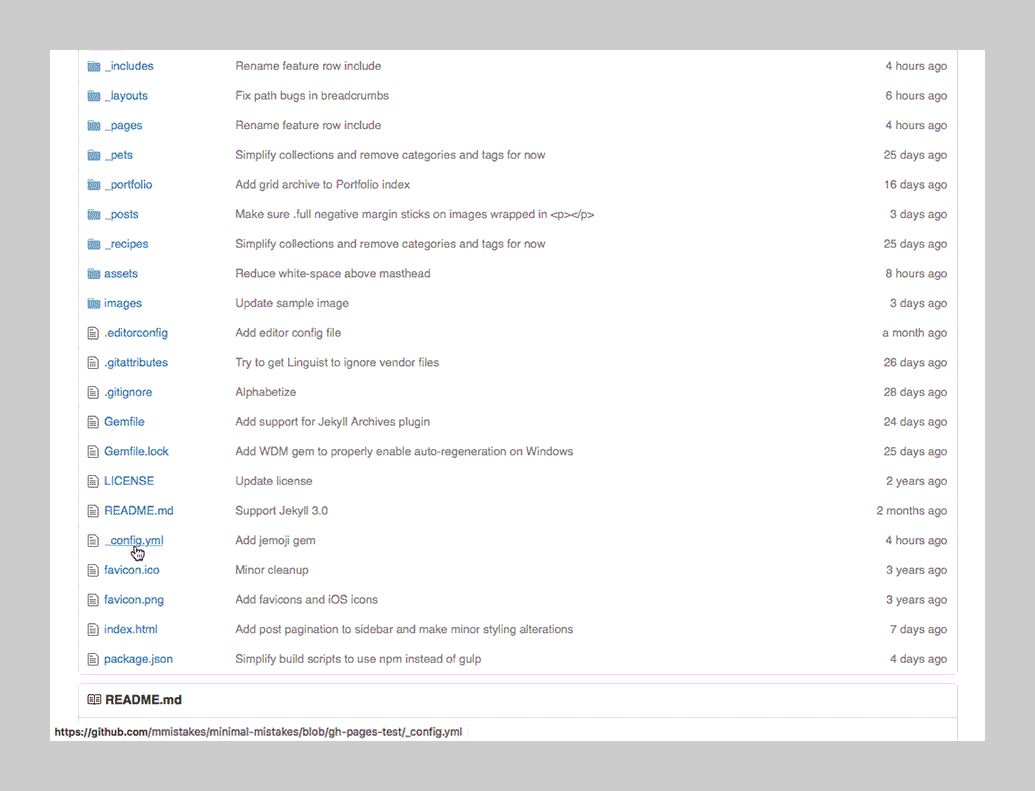 _includes Rename feature row include 4 hours ago
_layouts Fix path bugs in breadcrumbs 6 hours ago
_pages Rename feature row include 4 hours ago
_pets Simplify collections and remove categories and tags for now 25 days ago
_portfolio Add grid archive to Portfolio index 16 days ago
_posts Make sure .full negative margin sticks on images wrapped in <p></p> 3 days ago
_recipes Simplify collections and remove categories and tags for now 25 days ago
assets Reduce white-space above masthead 8 hours ago
images Update sample image 3 days ago
.editorconfig Add editor config file a month ago
.gitattributes Try to get Linguist to ignore vendor files 26 days ago
.gitignore Alphabetize 28 days ago
Gemfile Add support for Jekyll Archives plugin 24 days ago
Gemfile.lock Add WDM gem to properly enable auto-regeneration on Windows 25 days ago
LICENSE Update license 2 years ago
README.md Support Jekyll 3.0 2 months ago
_config.yml Add jemoji gem 4 hours ago
favicon.ico Minor cleanup 3 years ago
favicon.png Add favicons and iOS icons 3 years ago
index.html Add post pagination to sidebar and make minor styling alterations 7 days ago
package.json Simplify build scripts to use npm instead of gulp 4 days ago
README.md
https://github.com/mmistakes/minimal-mistakes/blob/gh-pages-test/_config.yml